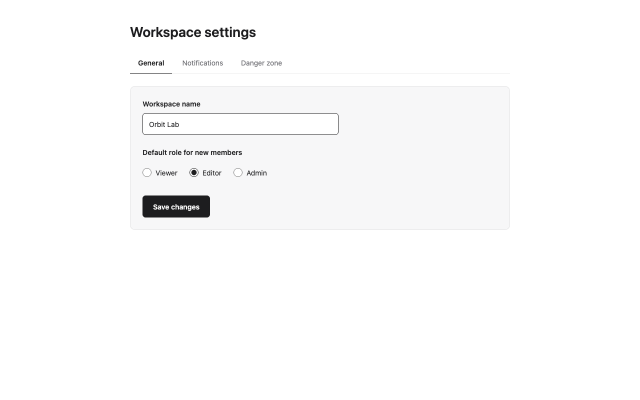 Workspace settings
General Notifications Danger zone
Workspace name
Orbit Lab
Default role for new members
Viewer Editor Admin
Save changes